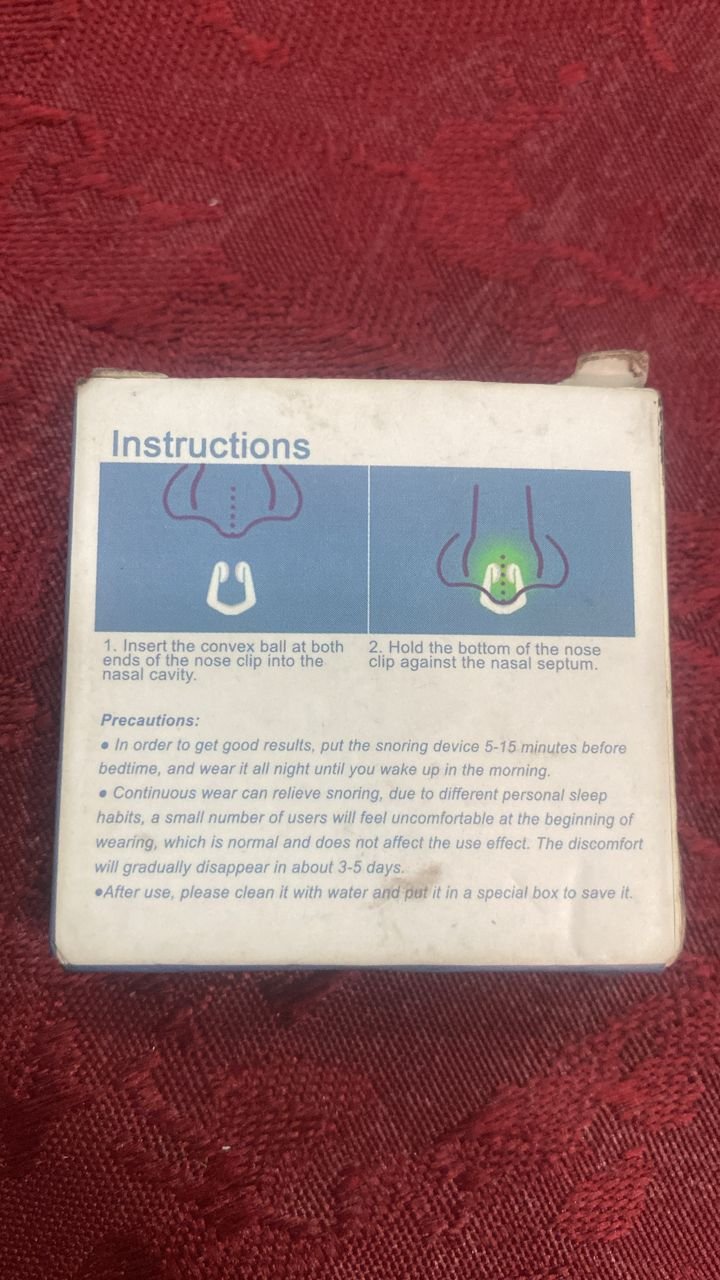 Instructions
1. Insert the convex ball at both
ends of the nose clip into the
nasal cavity.
2. Hold the bottom of the nose
clip against the nasal septum.
Precautions:
• In order to get good results, put the snoring device 5-15 minutes before
bedtime, and wear it all night until you wake up in the morning.
• Continuous wear can relieve snoring, due to different personal sleep
habits, a small number of users will feel uncomfortable at the beginning of
wearing, which is normal and does not affect the use effect. The discomfort
will gradually disappear in about 3-5 days.
•After use, please clean it with water and put it in a special box to save it.